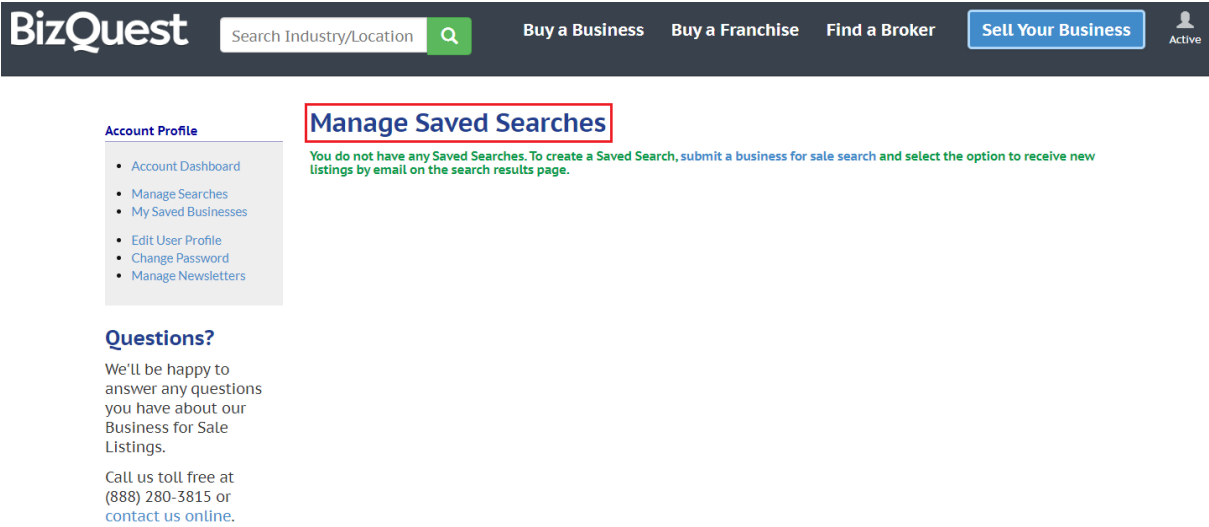 BizQuest
Search Industry/Location
Buy a Business
Buy a Franchise
Find a Broker
Sell Your Business
Active
Account Profile
Account Dashboard
Manage Searches
My Saved Businesses
Edit User Profile
Change Password
Manage Newsletters
Questions?
We'll be happy to
answer any questions
you have about our
Business for Sale
Listings.
Call us toll free at
(888) 280-3815 or
contact us online.
Manage Saved Searches
You do not have any Saved Searches. To create a Saved Search, submit a business for sale search and select the option to receive new
listings by email on the search results page.